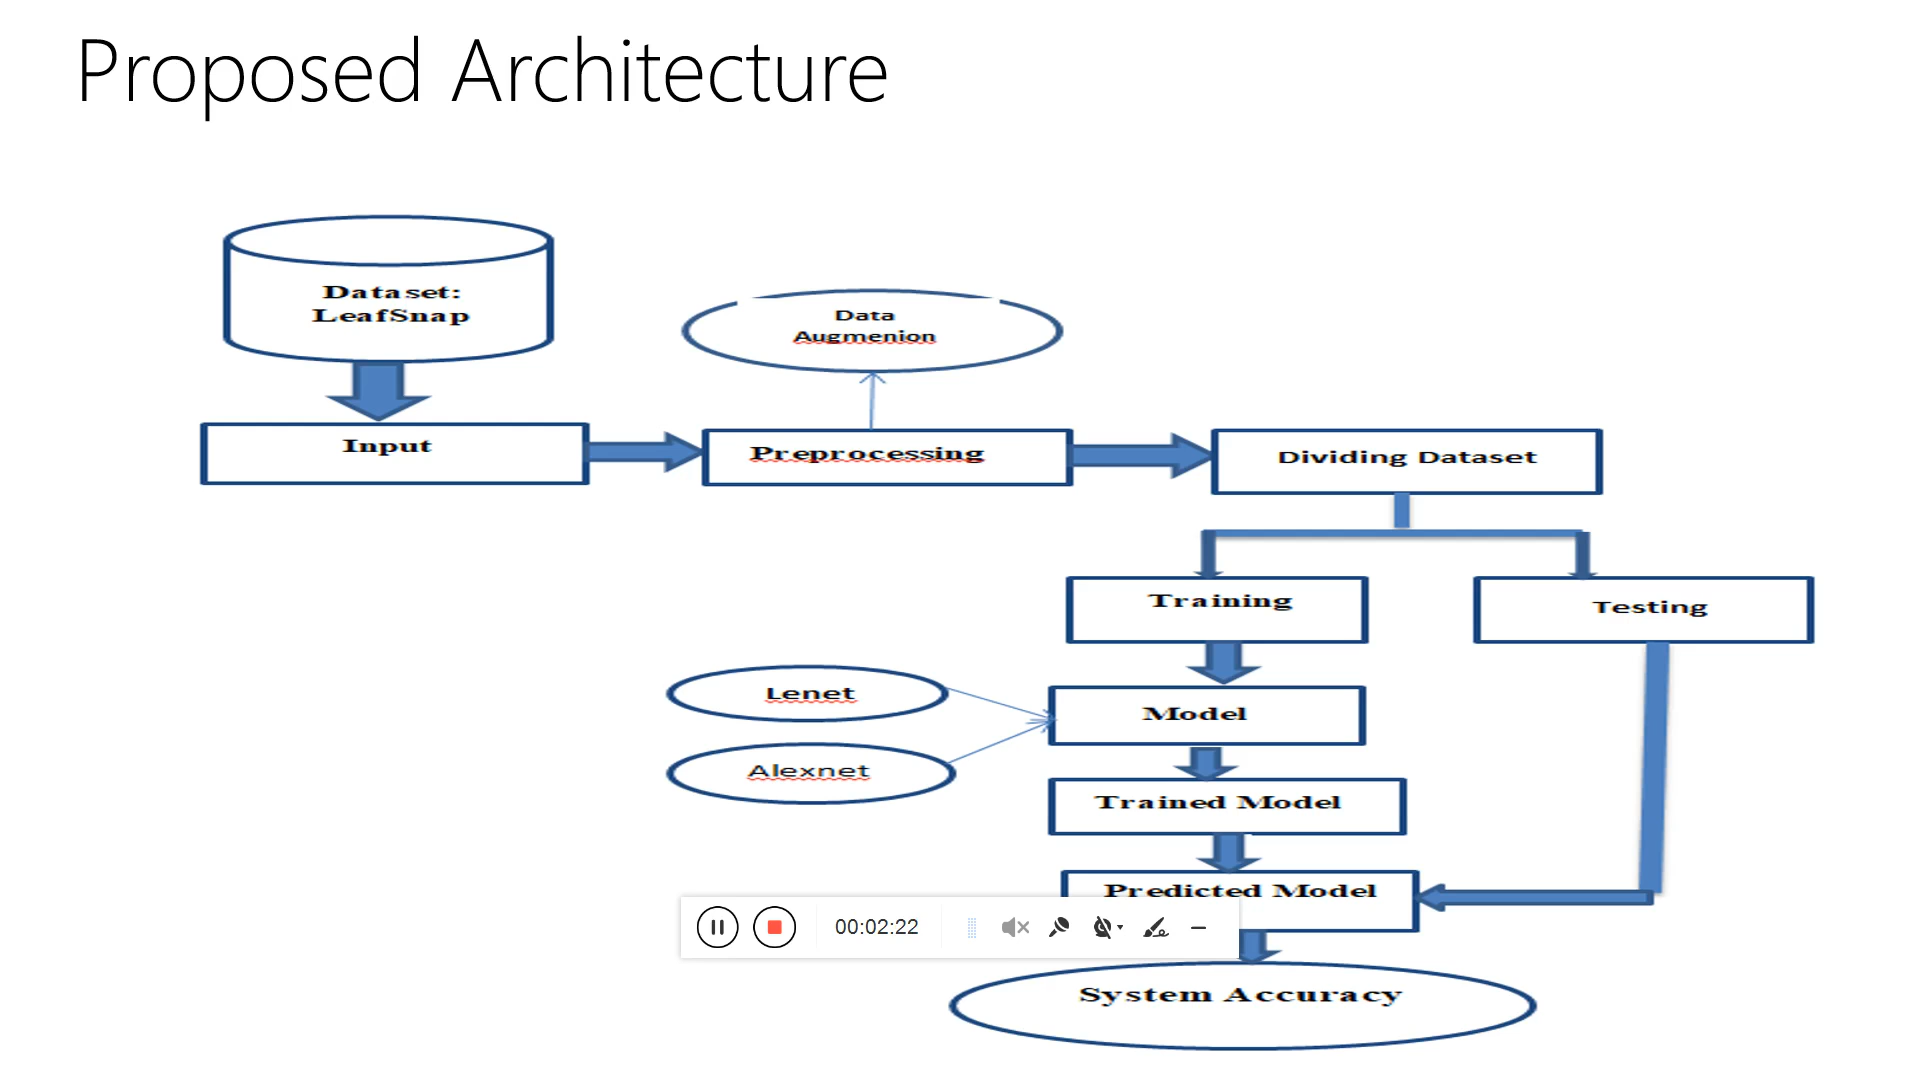 Proposed Architecture
Dataset:
LeafSnap
Data
Augmenion
Input
Preprocessing
Dividing Dataset
Training
Testing
Lenet
Model
Alexnet
Trained Model
Predicted Model
00:02:22
System Accuracy